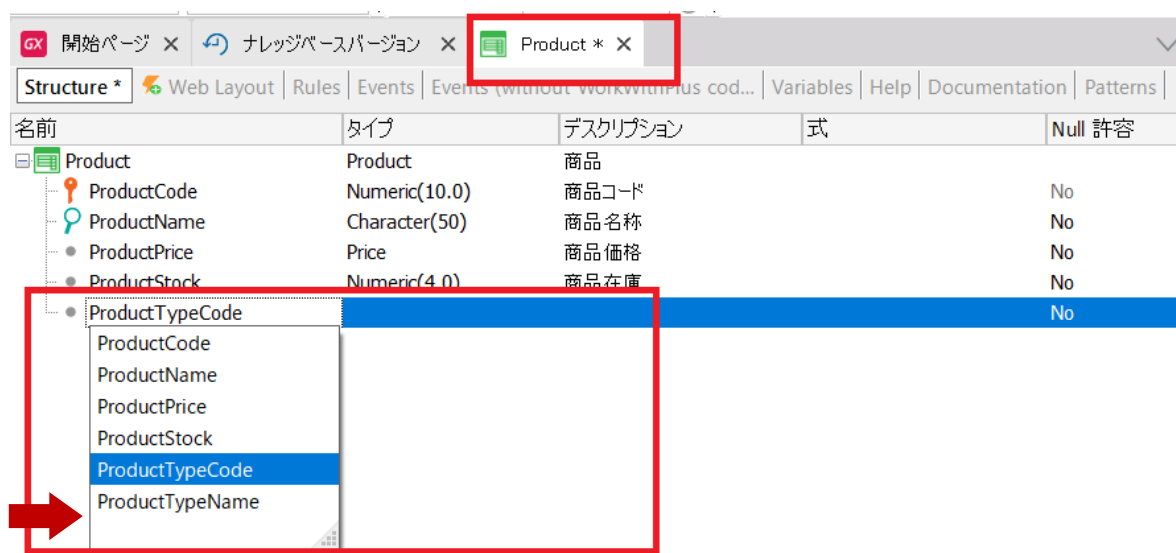 GX 開始ページ × ナレッジベースバージョン × Product * ×
Structure * Web Layout Rules Events Events (without WorkWithPlus cod... Variables Help Documentation Patterns
名前 タイプ デスクリプション 式 Null 許容
Product Product 商品
ProductCode Numeric(10.0) 商品コード No
ProductName Character(50) 商品名称 No
ProductPrice Price 商品価格 No
ProductStock Numeric(4.0) 商品在庫 No
ProductTypeCode No
ProductCode
ProductName
ProductPrice
ProductStock
ProductTypeCode
ProductTypeName